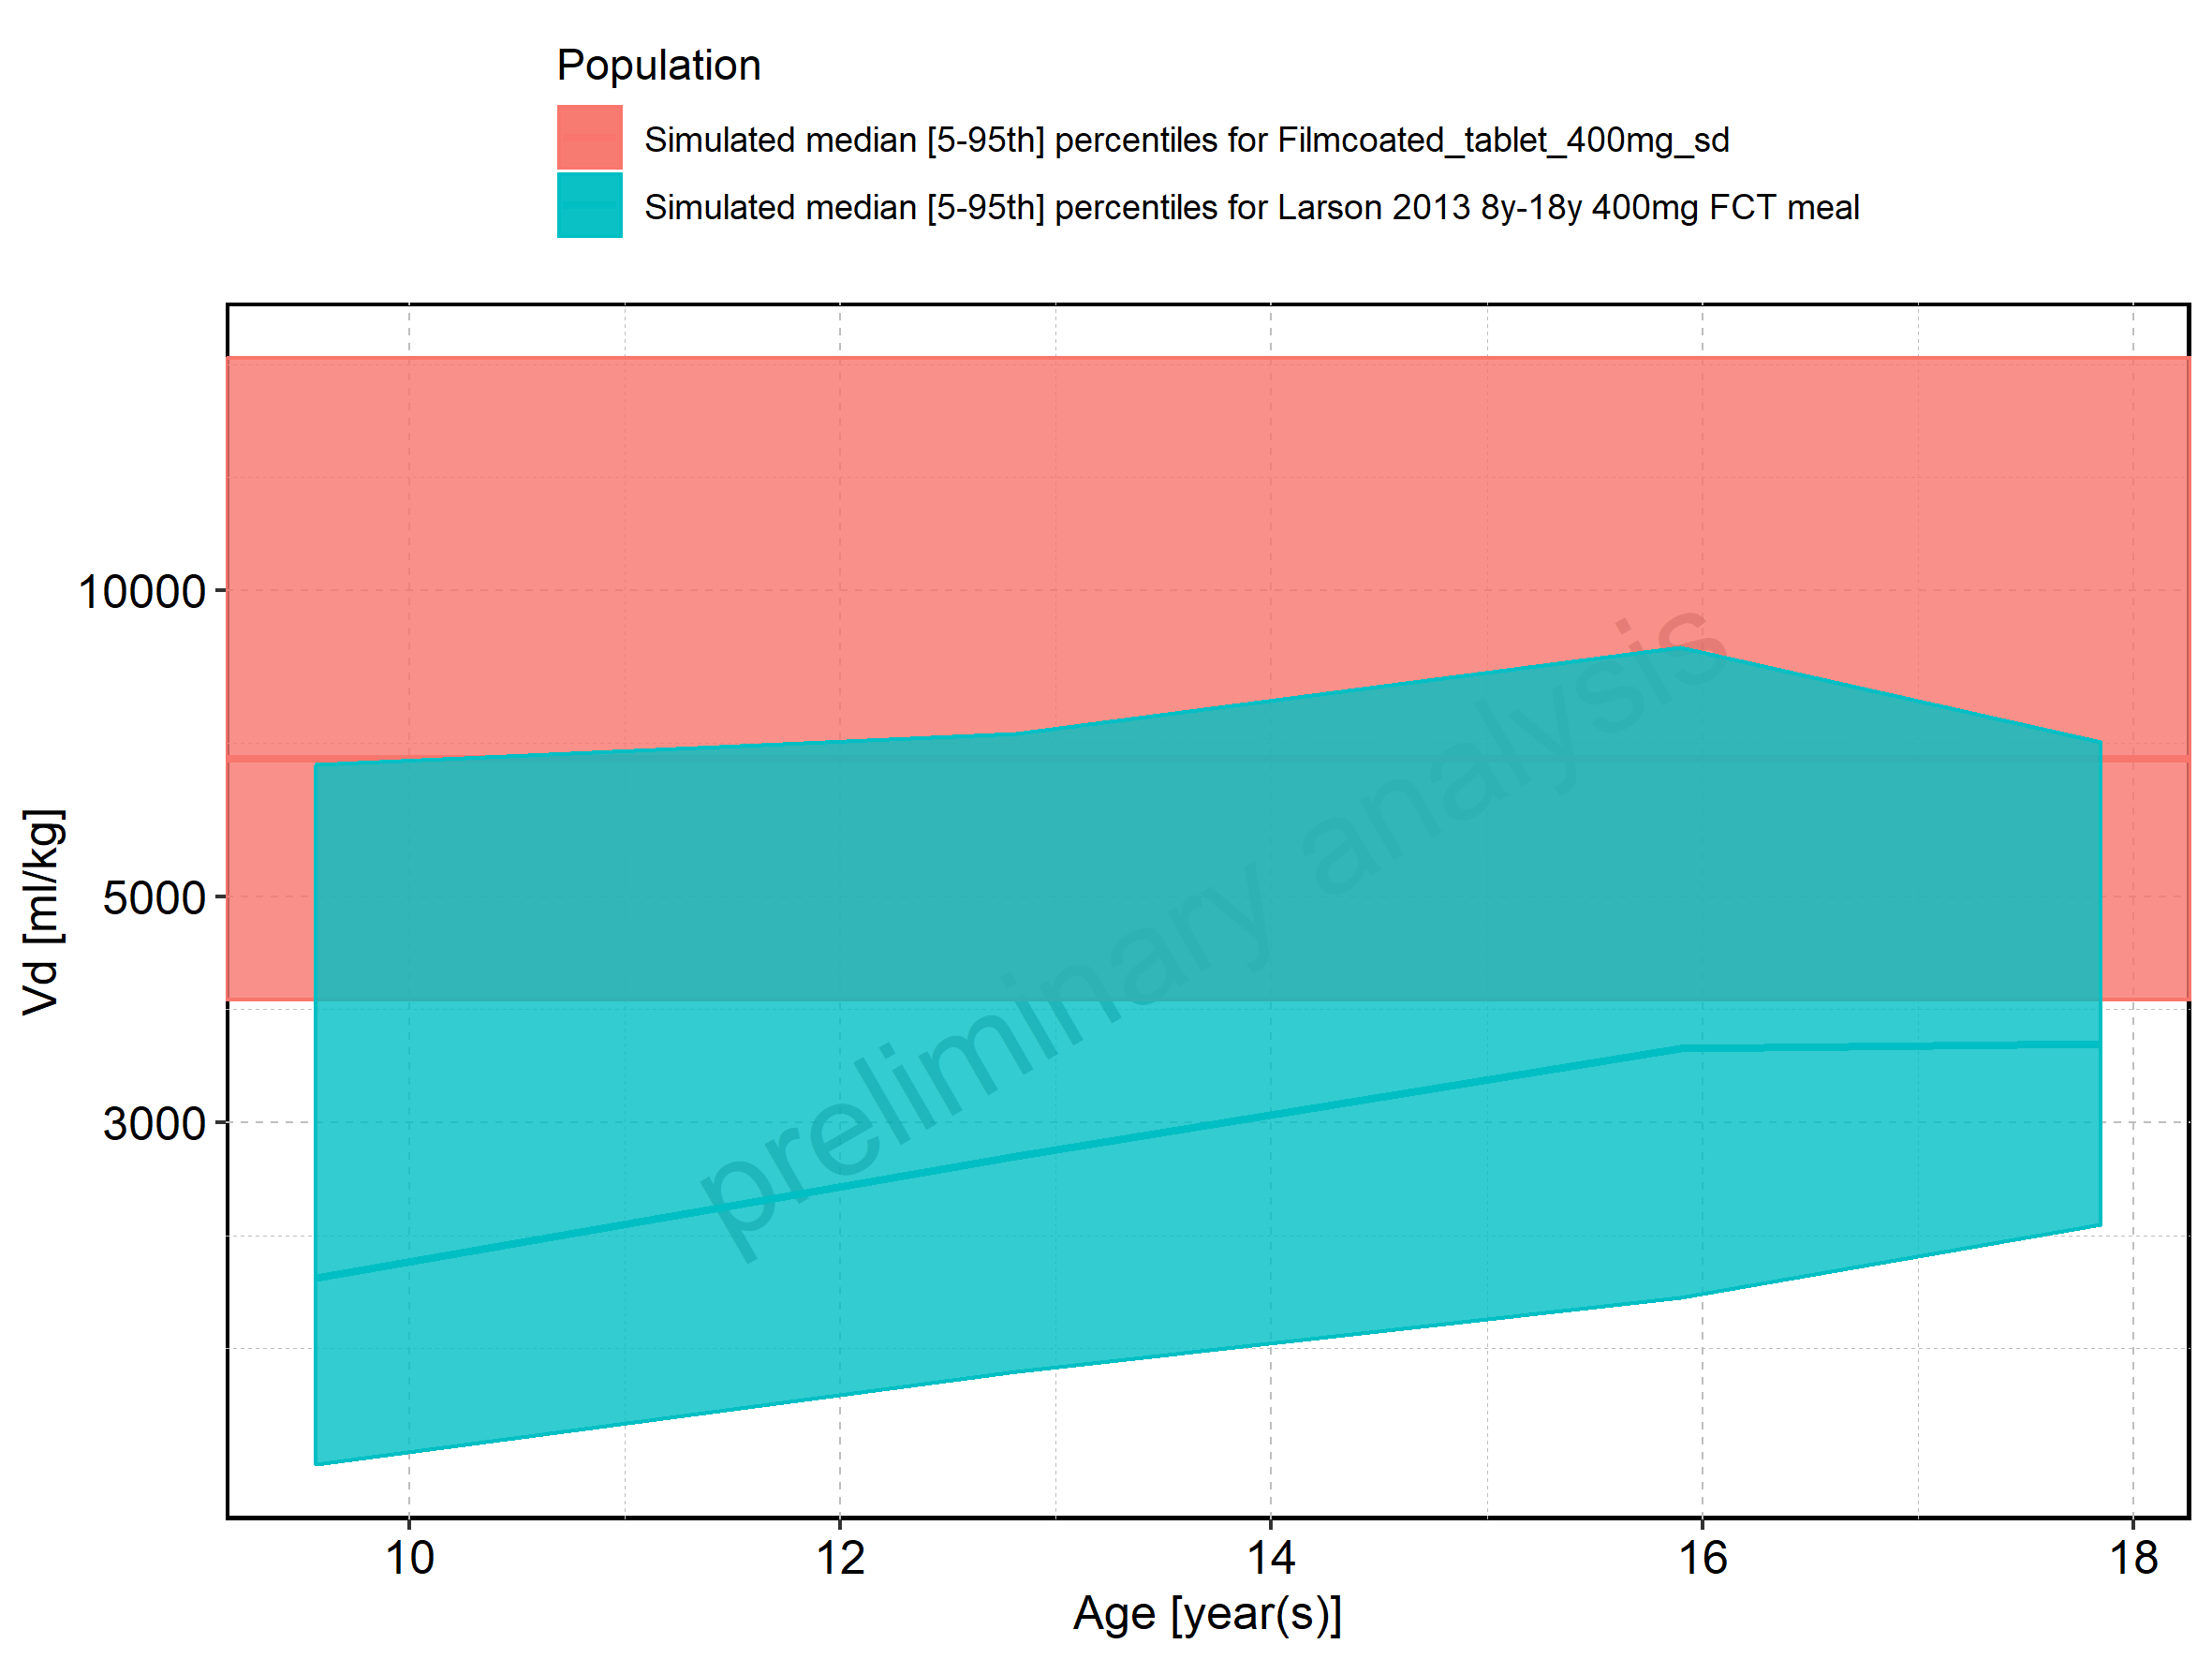 Population
Simulated median [5-95th] percentiles for Filmcoated_tablet_400mg_sd
Simulated median [5-95th] percentiles for Larson 2013 8y-18y 400mg FCT meal
10000
5000
3000
Vd [ml/kg]
preliminary analysis
10 12 14 16 18
Age [year(s)]